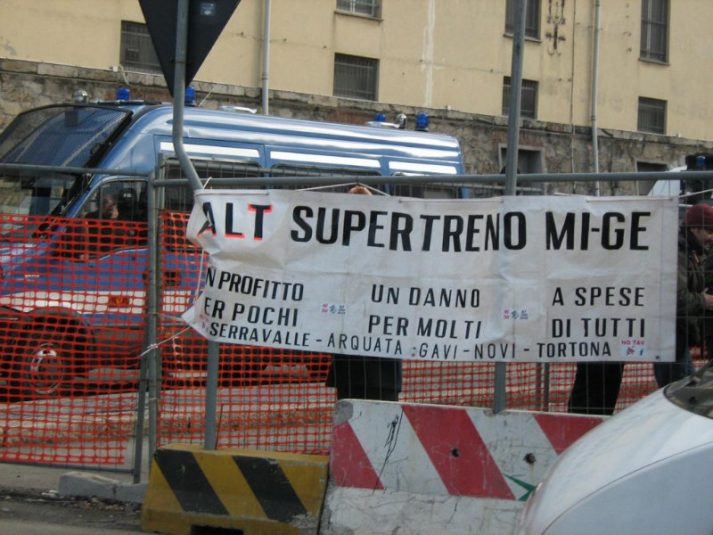 ALT SUPERTRENO MI-GE
N PROFITTO
UN DANNO
A SPESE
ER POCHI
PER MOLTI
DI TUTTI
SERRAVALLE - ARQUATA - GAVI - NOVI - TORTONA
NO TAV